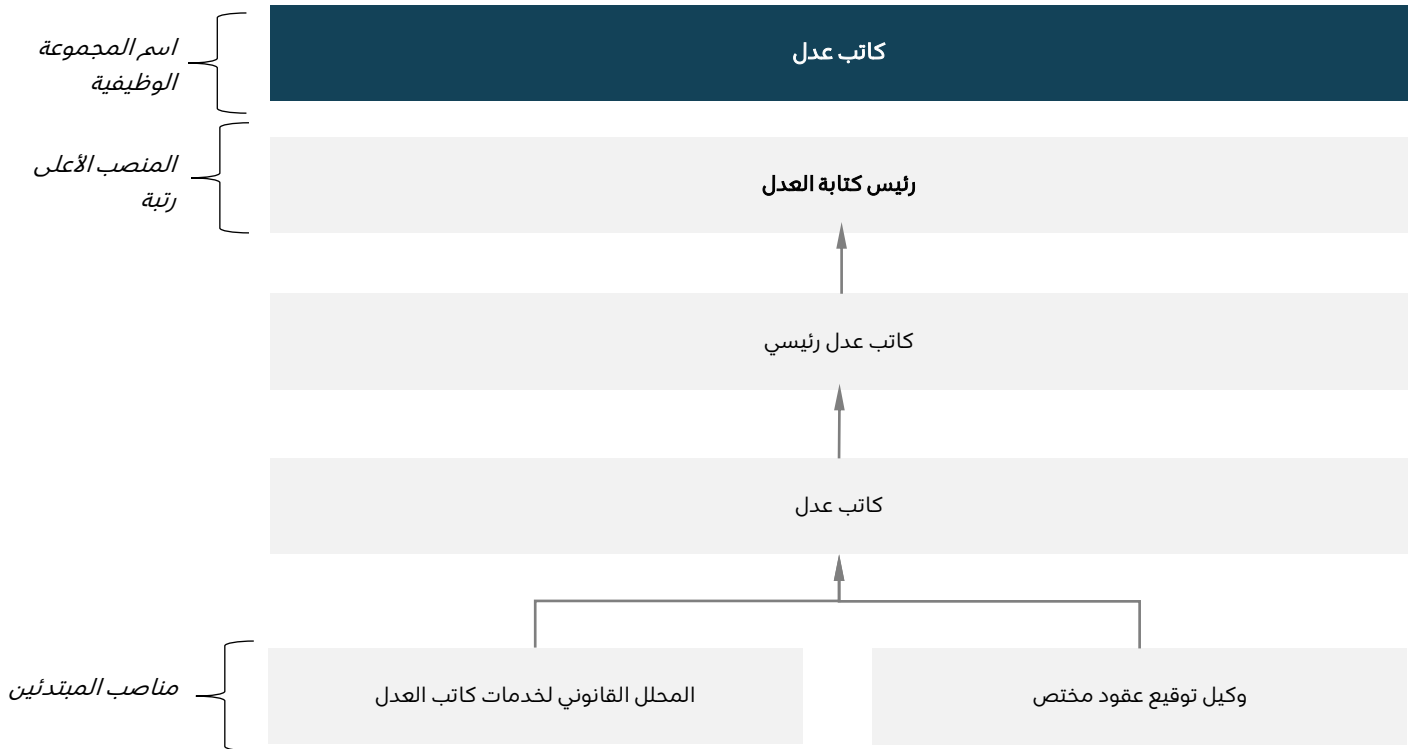 كاتب عدل
اسم المجموعة
الوظيفية
رئيس كتابة العدل
المنصب الأعلى
رتبة
كاتب عدل رئيسي
كاتب عدل
وكيل توقيع عقود مختص
المحلل القانوني لخدمات كاتب العدل
مناصب المبتدئين